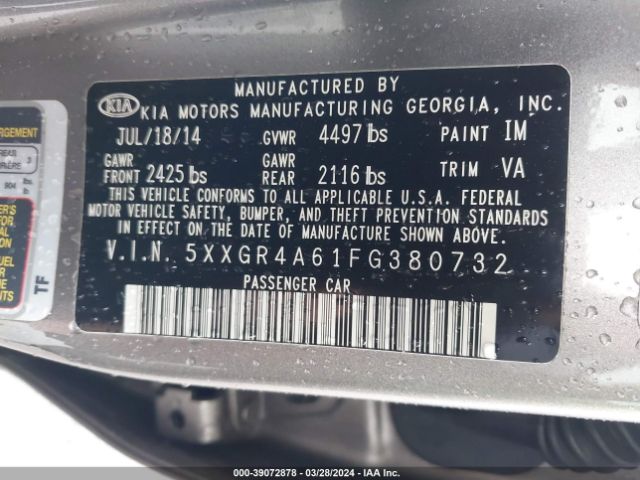 MANUFACTURED BY
KIA KIA MOTORS MANUFACTURING GEORGIA, INC.
JUL/18/14 GVWR 4497 lbs PAINT IM
GAWR FRONT 2425 lbs GAWR REAR 2116 lbs TRIM VA
THIS VEHICLE CONFORMS TO ALL APPLICABLE U.S.A. FEDERAL
MOTOR VEHICLE SAFETY, BUMPER, AND THEFT PREVENTION STANDARDS
IN EFFECT ON THE DATE OF MANUFACTURE SHOWN ABOVE.
V.I.N. 5XXGR4A61FG380732
PASSENGER CAR
3
904
TF
000-39072878 | 03/28/2024 | IAA Inc.